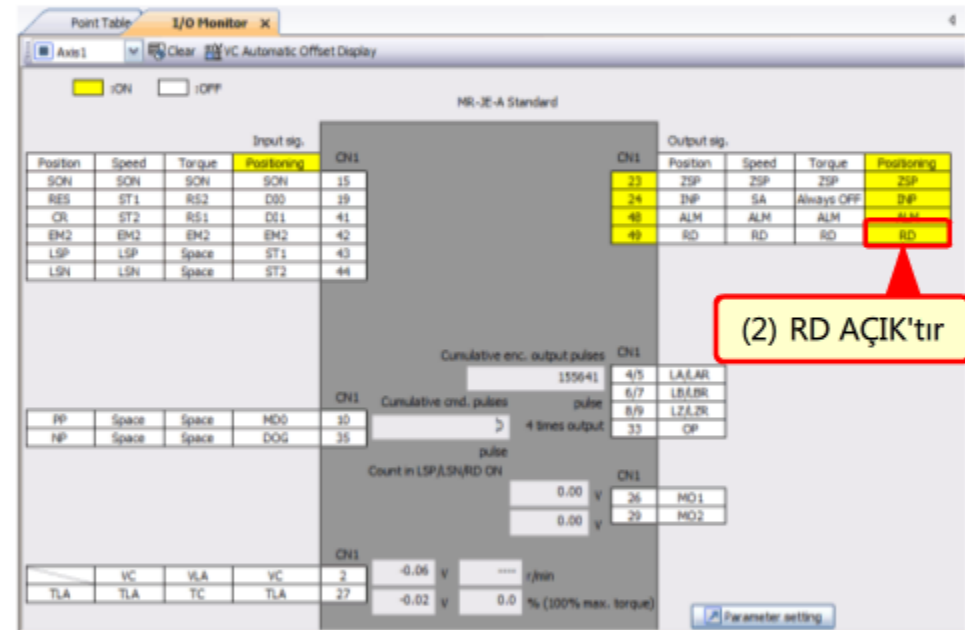 Point Table I/O Monitor X
Axis1 Clear VC Automatic Offset Display
:ON :OFF
MR-JE-A Standard
Input sig. Output sig.
Position Speed Torque Positioning CN1 CN1 Position Speed Torque Positioning
SON SON SON SON 15 23 ZSP ZSP ZSP ZSP
RES ST1 RS2 DI0 19 24 INP SA Always OFF INP
CR ST2 RS1 DI1 41 48 ALM ALM ALM ALM
EM2 EM2 EM2 EM2 42 49 RD RD RD RD
LSP LSP Space ST1 43
LSN LSN Space ST2 44
(2) RD AÇIK'tır
Cumulative enc. output pulses CN1
155641 4/5 LA/LAR
CN1 Cumulative cmd. pulses pulse 6/7 LB/LBR
PP Space Space MD0 10 5 4 times output 8/9 LZ/LZR
NP Space Space DOG 35 33 OP
pulse
Count in LSP/LSN/RD ON CN1
0.00 V 26 MO1
0.00 V 29 MO2
CN1
VC VLA VC 2 -0.06 V ---- r/min
TLA TLA TC TLA 27 -0.02 V 0.0 % (100% max. torque)
Parameter setting